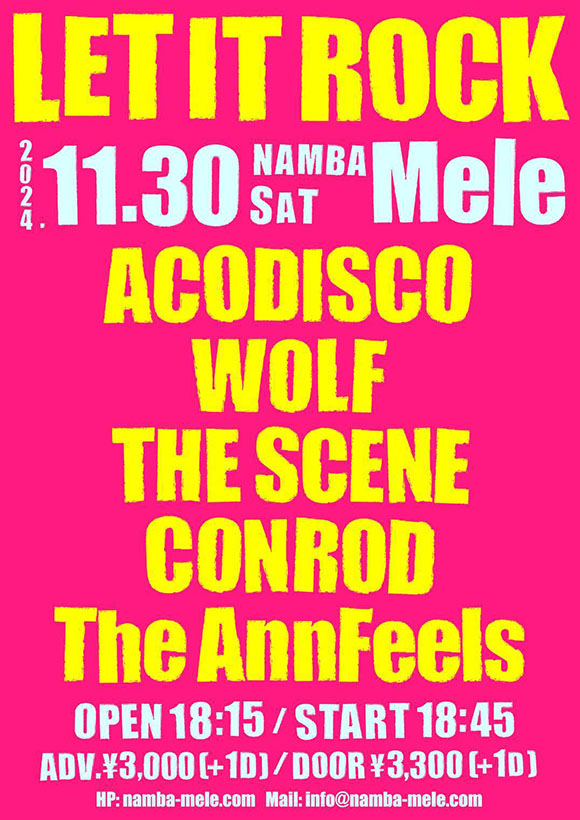 LET IT ROCK
2024. 11.30 NAMBA SAT Mele
ACODISCO
WOLF
THE SCENE
CONROD
The AnnFeels
OPEN 18:15 / START 18:45
ADV.¥3,000 (+1D) / DOOR ¥3,300 (+1D)
HP: namba-mele.com Mail: info@namba-mele.com